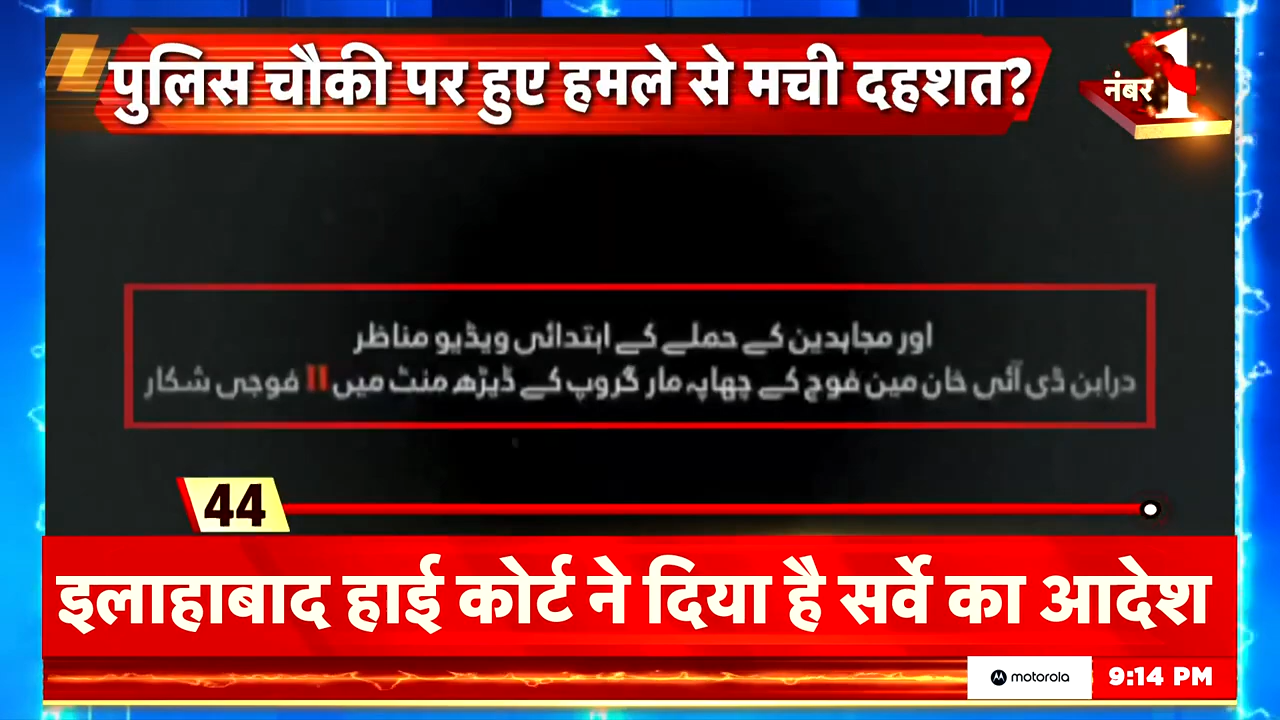 पुलिस चौकी पर हुए हमले से मची दहशत?
नंबर 1
اور مجاہدین کے حملے کے ابتدائی ویڈیو مناظر
درابن ڈی آئی خان مین فوج کے چھاپہ مار گروپ کے ڈیڑھ منٹ میں 11 فوجی شکار
44
इलाहाबाद हाई कोर्ट ने दिया है सर्वे का आदेश
motorola
9:14 PM